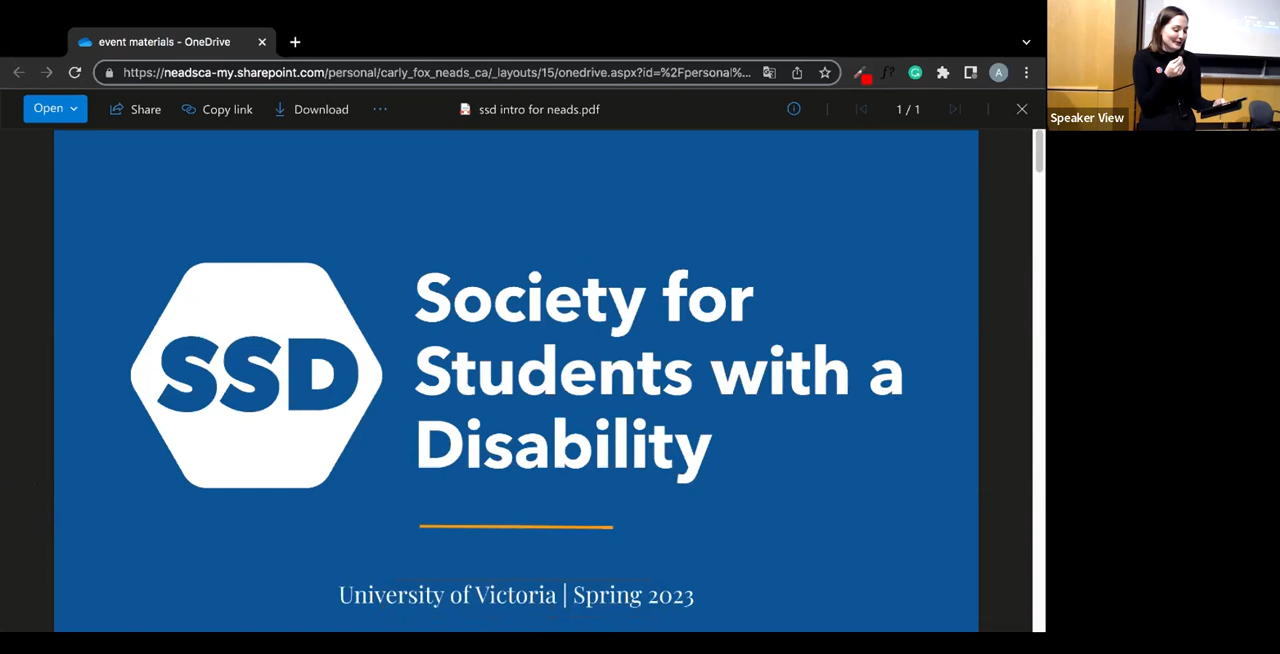 event materials - OneDrive
https://needsca-my.sharepoint.com/personal/carly_fox_neads_ca/_layouts/15/onedrive.aspx?id=%2Fpersonal%...
A
Open
Share
Copy link
Download
ssd intro for neads.pdf
1 / 1
Speaker View
SSD
Society for
Students with a
Disability
University of Victoria | Spring 2023